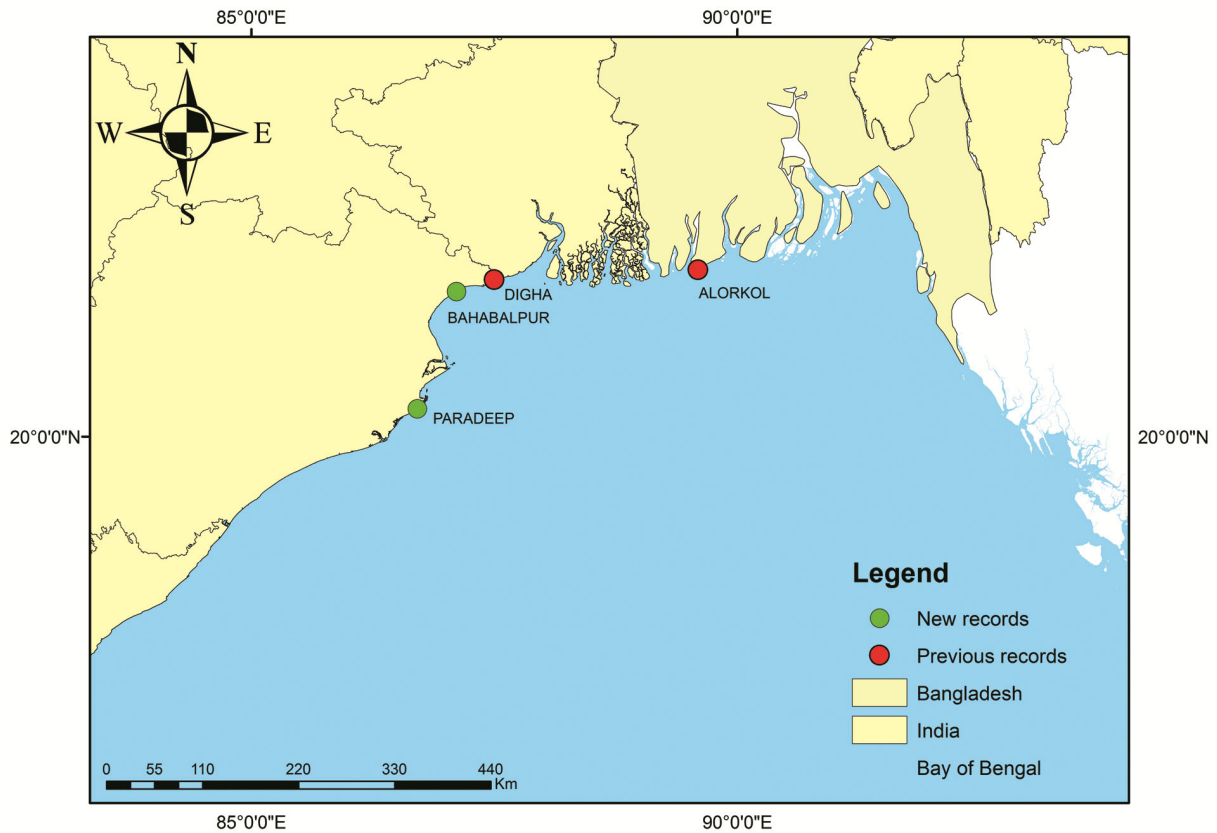 85°0'0"E 90°0'0"E
N
W E
S
DIGHA
ALORKOL
BAHABALPUR
PARADEEP
20°0'0"N 20°0'0"N
Legend
New records
Previous records
Bangladesh
India
Bay of Bengal
0 55 110 220 330 440
Km
85°0'0"E 90°0'0"E